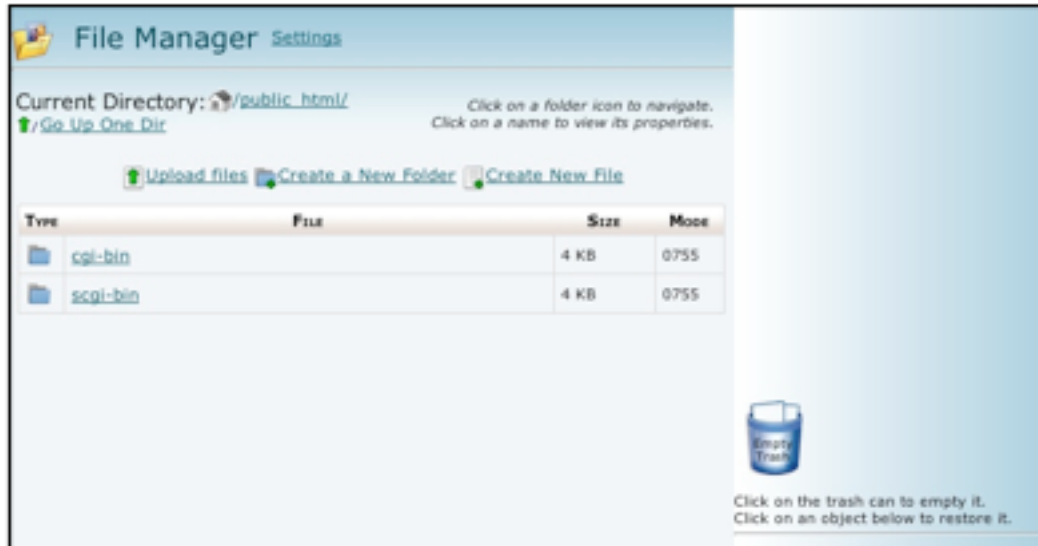 File Manager Settings
Current Directory: /public_html/
/Go Up One Dir
Click on a folder icon to navigate.
Click on a name to view its properties.
Upload files Create a New Folder Create New File
Type File Size Mode
cgi-bin 4 KB 0755
scgi-bin 4 KB 0755
Empty
Trash
Click on the trash can to empty it.
Click on an object below to restore it.